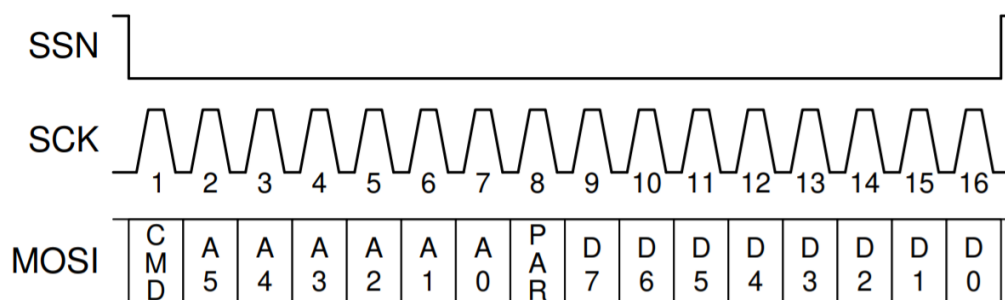 SSN
SCK
1 2 3 4 5 6 7 8 9 10 11 12 13 14 15 16
MOSI CMD A5 A4 A3 A2 A1 A0 PAR D7 D6 D5 D4 D3 D2 D1 D0